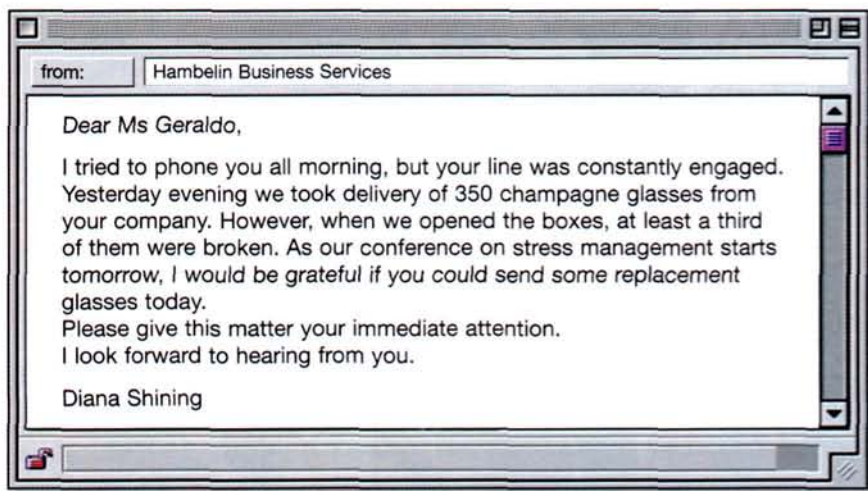 from: Hambelin Business Services
Dear Ms Geraldo,
I tried to phone you all morning, but your line was constantly engaged.
Yesterday evening we took delivery of 350 champagne glasses from
your company. However, when we opened the boxes, at least a third
of them were broken. As our conference on stress management starts
tomorrow, I would be grateful if you could send some replacement
glasses today.
Please give this matter your immediate attention.
I look forward to hearing from you.
Diana Shining